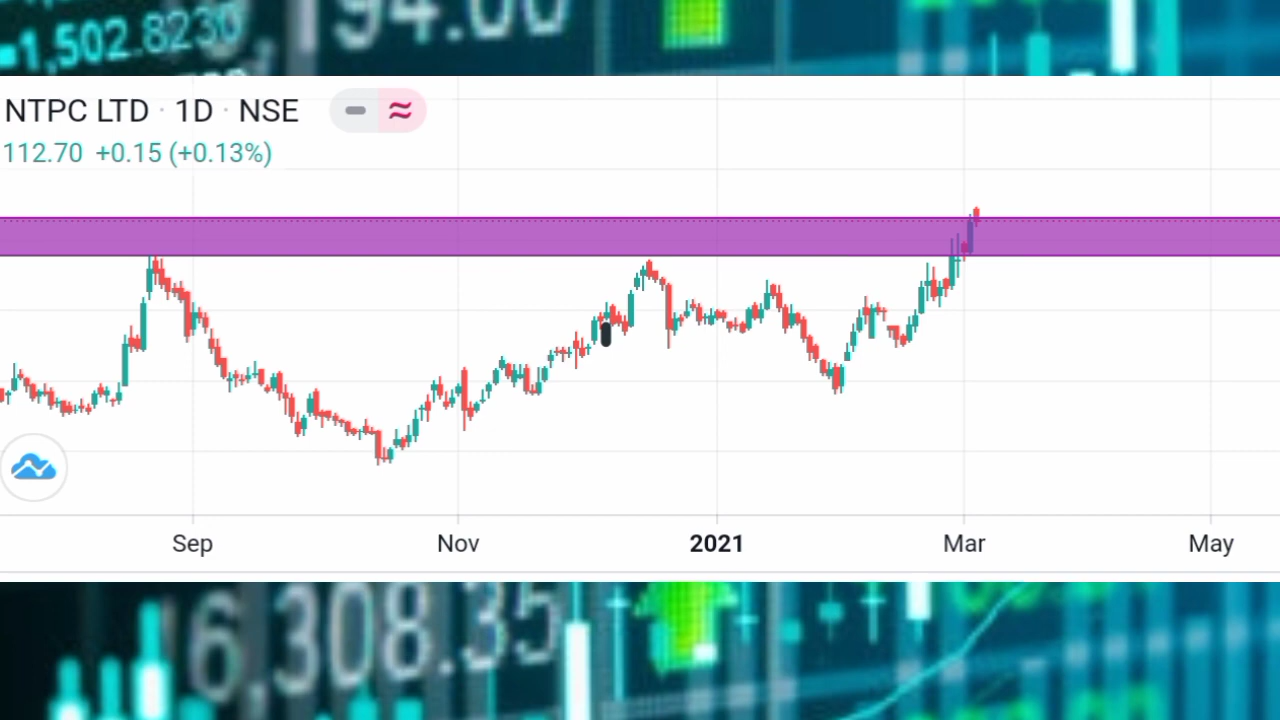 1,502.8230
94.00
NTPC LTD · 1D · NSE
112.70 +0.15 (+0.13%)
Sep Nov 2021 Mar May
6,308.35